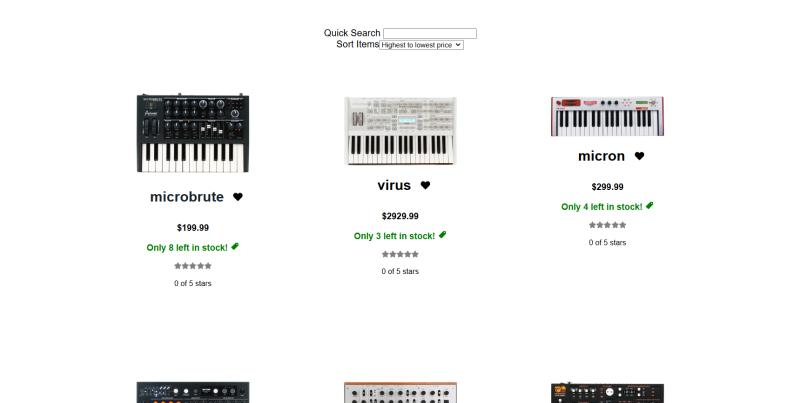 Quick Search
Sort Items Highest to lowest price
microbrute
$199.99
Only 8 left in stock!
0 of 5 stars
virus
$2929.99
Only 3 left in stock!
0 of 5 stars
micron
$299.99
Only 4 left in stock!
0 of 5 stars